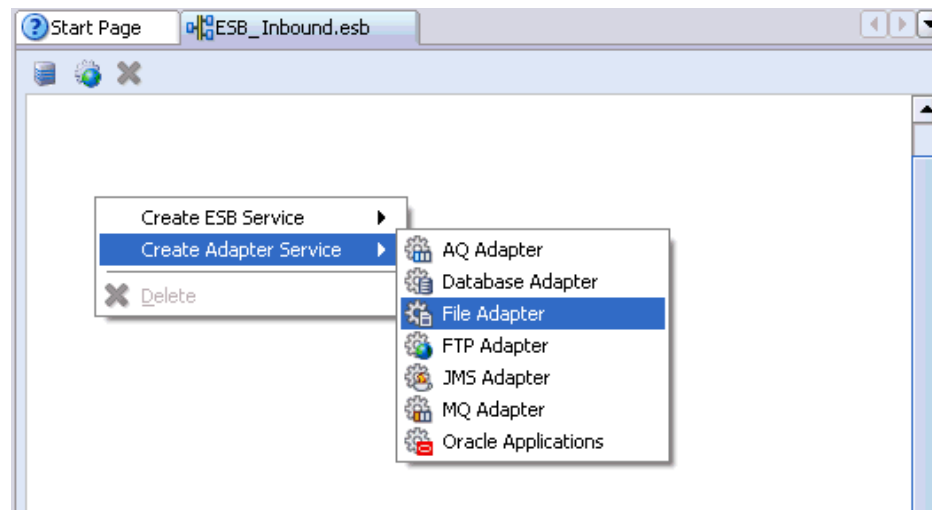 Start Page ESB_Inbound.esb
Create ESB Service
Create Adapter Service
Delete
AQ Adapter
Database Adapter
File Adapter
FTP Adapter
JMS Adapter
MQ Adapter
Oracle Applications